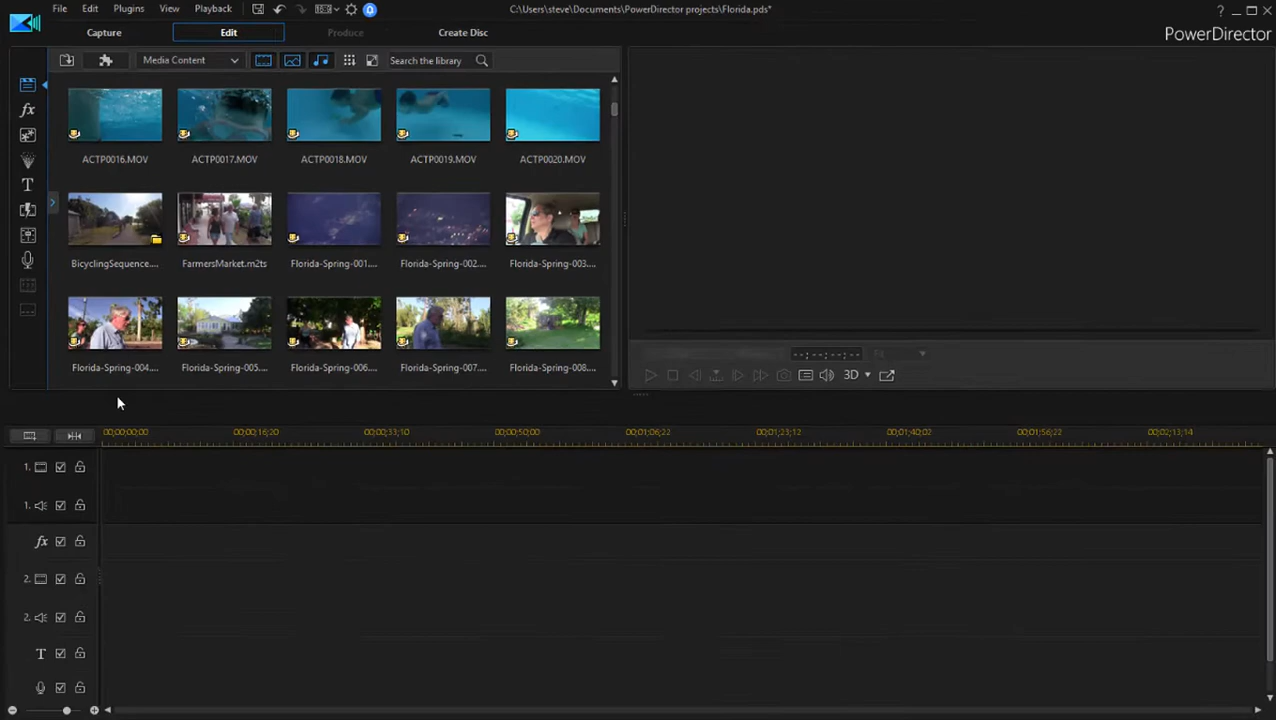 File Edit Plugins View Playback C:\Users\steve\Documents\PowerDirector projects\Florida.pds*
Capture Edit Produce Create Disc PowerDirector
Media Content Search the library
ACTP0016.MOV ACTP0017.MOV ACTP0018.MOV ACTP0019.MOV ACTP0020.MOV
BicyclingSequence.... FarmersMarket.m2ts Florida-Spring-001.... Florida-Spring-002.... Florida-Spring-003....
Florida-Spring-004.... Florida-Spring-005.... Florida-Spring-006.... Florida-Spring-007.... Florida-Spring-008....
--;--;--;--
3D
00;00;00;00 00;00;16;20 00;00;33;10 00;00;50;00 00;01;06;22 00;01;23;12 00;01;40;02 00;01;56;22 00;02;13;14
1.
1.
fx
2.
2.
T